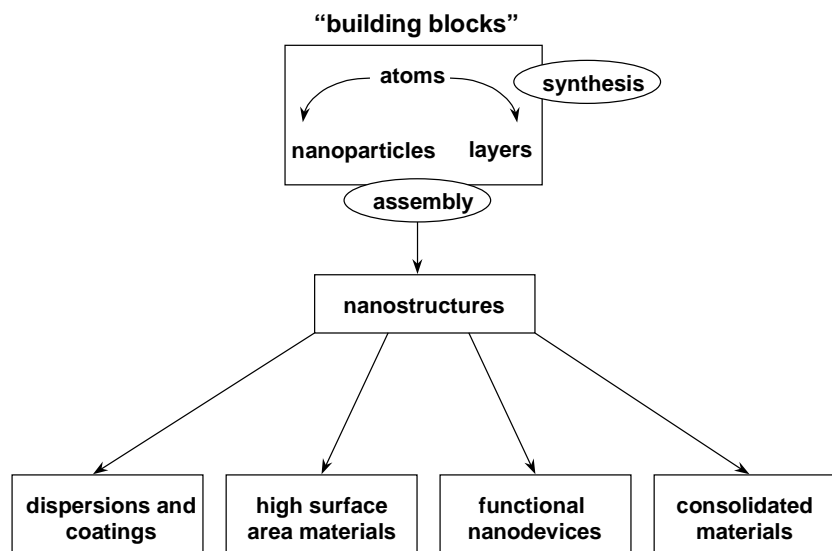 “building blocks”
atoms
synthesis
nanoparticles
layers
assembly
nanostructures
dispersions and
coatings
high surface
area materials
functional
nanodevices
consolidated
materials